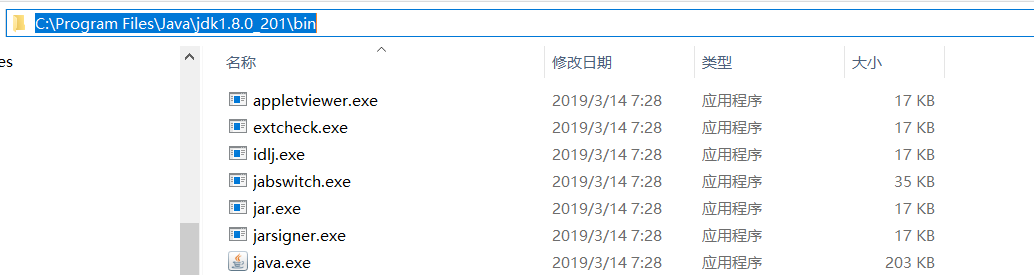 C:\Program Files\Java\jdk1.8.0_201\bin
es
名称 修改日期 类型 大小
appletviewer.exe 2019/3/14 7:28 应用程序 17 KB
extcheck.exe 2019/3/14 7:28 应用程序 17 KB
idlj.exe 2019/3/14 7:28 应用程序 17 KB
jabswitch.exe 2019/3/14 7:28 应用程序 35 KB
jar.exe 2019/3/14 7:28 应用程序 17 KB
jarsigner.exe 2019/3/14 7:28 应用程序 17 KB
java.exe 2019/3/14 7:28 应用程序 203 KB